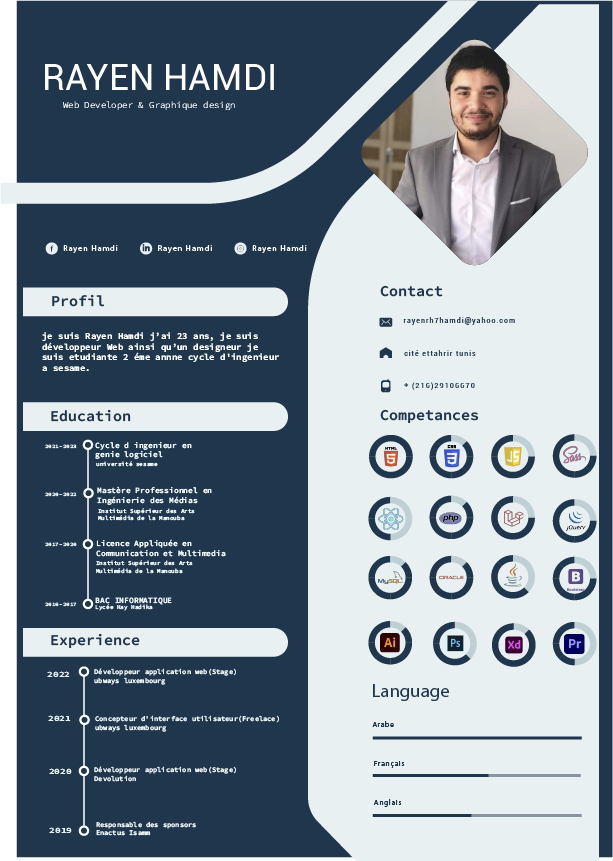 RAYEN HAMDI
Web Developer & Graphique design
Rayen Hamdi
Rayen Hamdi
Rayen Hamdi
Profil
je suis Rayen Hamdi j'ai 23 ans, je suis
développeur Web ainsi qu'un designeur je
suis etudiante 2 éme annne cycle d'ingenieur
a sesame.
Education
2021-2023
Cycle d ingenieur en
genie logiciel
université sesame
2020-2022
Mastère Professionnel en
Ingénierie des Médias
Institut Supérieur des Arts
Multimédia de la Manouba
2017-2020
Licence Appliquée en
Communication et Multimedia
Institut Supérieur des Arts
Multimédia de la Manouba
2016-2017
BAC INFORMATIQUE
Lycée Hay Hadika
Experience
2022
Développeur application web(Stage)
ubways luxembourg
2021
Concepteur d'interface utilisateur(Freelace)
ubways luxembourg
2020
Développeur application web(Stage)
Devolution
2019
Responsable des sponsors
Enactus Isamm
Contact
rayenrh7hamdi@yahoo.com
cité ettahrir tunis
+ (216)29106670
Competances
HTML
5
CSS
3
JS
Sass
php
jQuery
MySQL
ORACLE
Java
B
Bootstrap
Ai
Ps
Xd
Pr
Language
Arabe
Français
Anglais